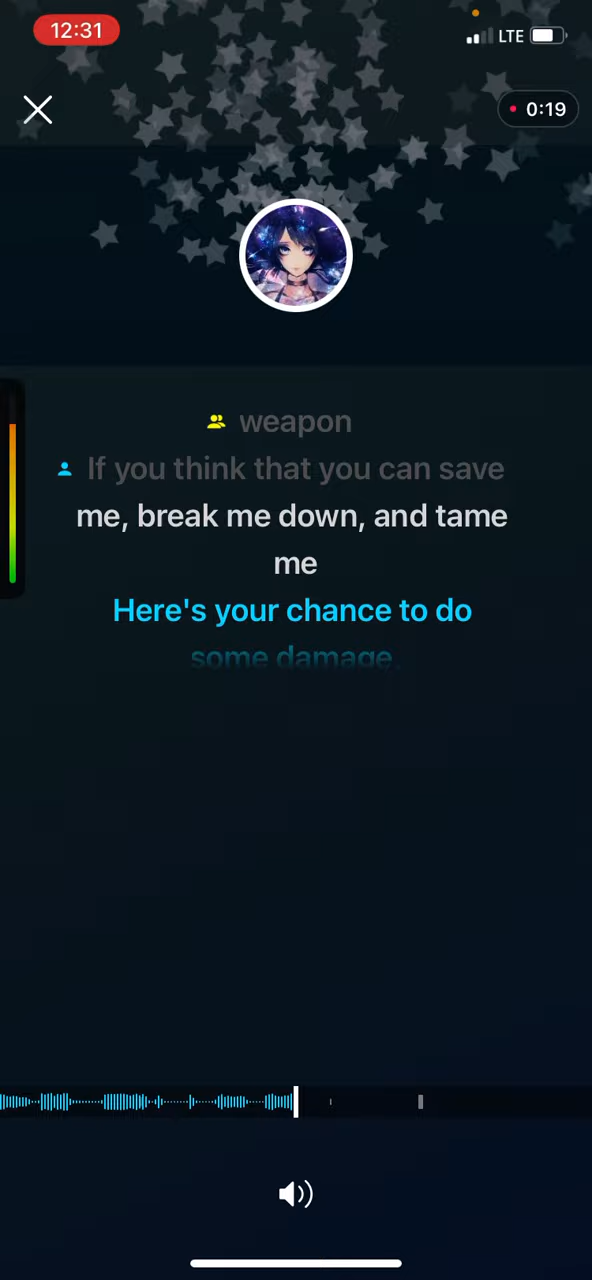 12:31
LTE
0:19
weapon
If you think that you can save
me, break me down, and tame
me
Here's your chance to do
some damage.